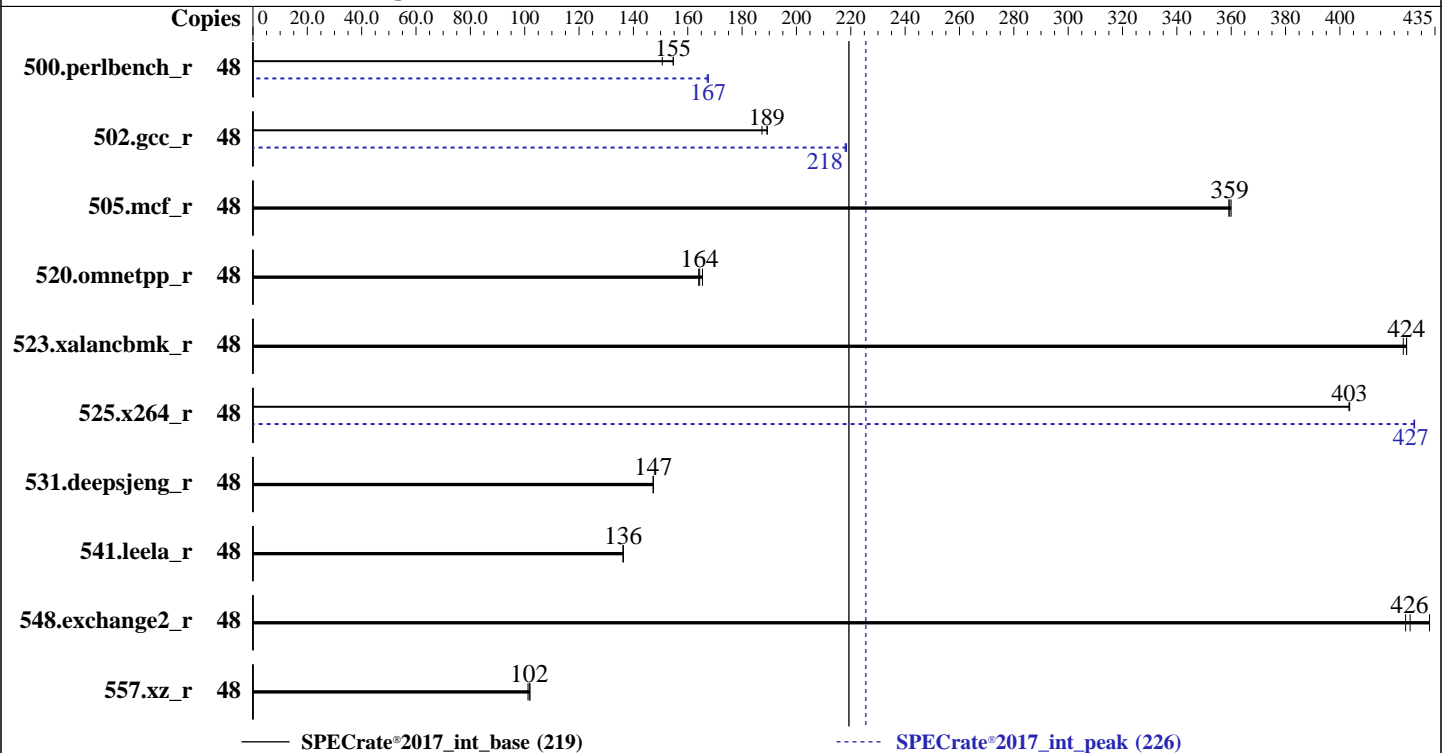 Copies 0 20.0 40.0 60.0 80.0 100 120 140 160 180 200 220 240 260 280 300 320 340 360 380 400 435
155
500.perlbench_r 48
167
189
502.gcc_r 48
218
359
505.mcf_r 48
164
520.omnetpp_r 48
424
523.xalancbmk_r 48
403
525.x264_r 48
427
147
531.deepsjeng_r 48
136
541.leela_r 48
426
548.exchange2_r 48
102
557.xz_r 48
SPECrate®2017_int_base (219) SPECrate®2017_int_peak (226)